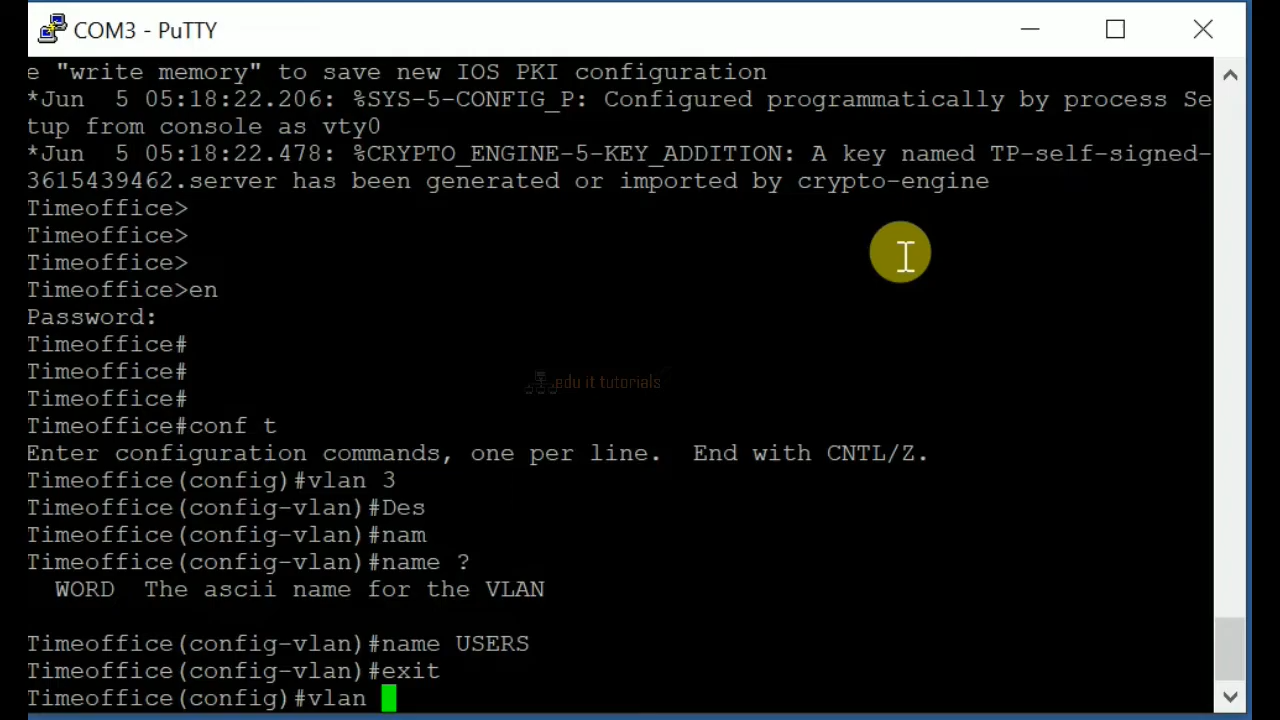 COM3 - PuTTY
e "write memory" to save new IOS PKI configuration
*Jun  5 05:18:22.206: %SYS-5-CONFIG_P: Configured programmatically by process Se
tup from console as vty0
*Jun  5 05:18:22.478: %CRYPTO_ENGINE-5-KEY_ADDITION: A key named TP-self-signed-
3615439462.server has been generated or imported by crypto-engine
Timeoffice>
Timeoffice>
Timeoffice>
Timeoffice>en
Password:
Timeoffice#
Timeoffice#
edu it tutorials
Timeoffice#
Timeoffice#conf t
Enter configuration commands, one per line.  End with CNTL/Z.
Timeoffice(config)#vlan 3
Timeoffice(config-vlan)#Des
Timeoffice(config-vlan)#nam
Timeoffice(config-vlan)#name ?
  WORD  The ascii name for the VLAN
Timeoffice(config-vlan)#name USERS
Timeoffice(config-vlan)#exit
Timeoffice(config)#vlan